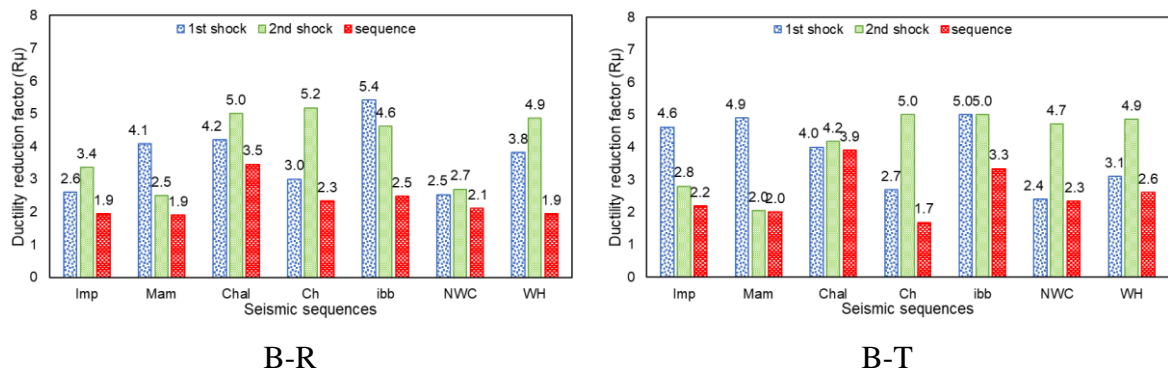 8
7
6
5
4
3
2
1
0
Ductility reduction factor (Rμ)
1st shock 2nd shock sequence
2.6 3.4 1.9 4.1 2.5 1.9 4.2 5.0 3.5 3.0 5.2 2.3 5.4 4.6 2.5 2.5 2.7 2.1 3.8 4.9 1.9
Imp Mam Chal Ch ibb NWC WH
Seismic sequences
B-R
8
7
6
5
4
3
2
1
0
Ductility reduction factor (Rμ)
1st shock 2nd shock sequence
4.6 2.8 2.2 4.9 2.0 2.0 4.0 4.2 3.9 2.7 5.0 1.7 5.0 5.0 3.3 2.4 4.7 2.3 3.1 4.9 2.6
Imp Mam Chal Ch ibb NWC WH
Seismic sequences
B-T